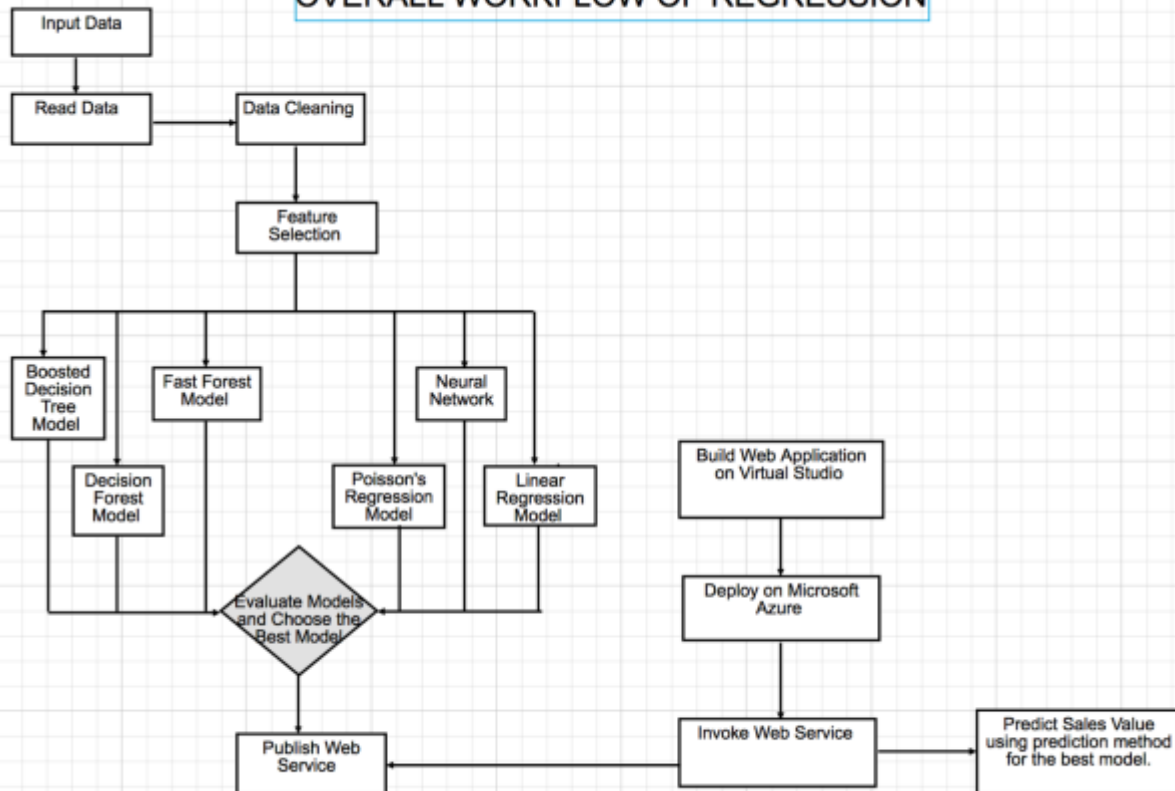 OVERALL WORKFLOW OF REGRESSION
Input Data
Read Data
Data Cleaning
Feature
Selection
Boosted
Decision
Tree
Model
Fast Forest
Model
Neural
Network
Decision
Forest
Model
Poisson's
Regression
Model
Linear
Regression
Model
Evaluate Models
and Choose the
Best Model
Publish Web
Service
Build Web Application
on Virtual Studio
Deploy on Microsoft
Azure
Invoke Web Service
Predict Sales Value
using prediction method
for the best model.